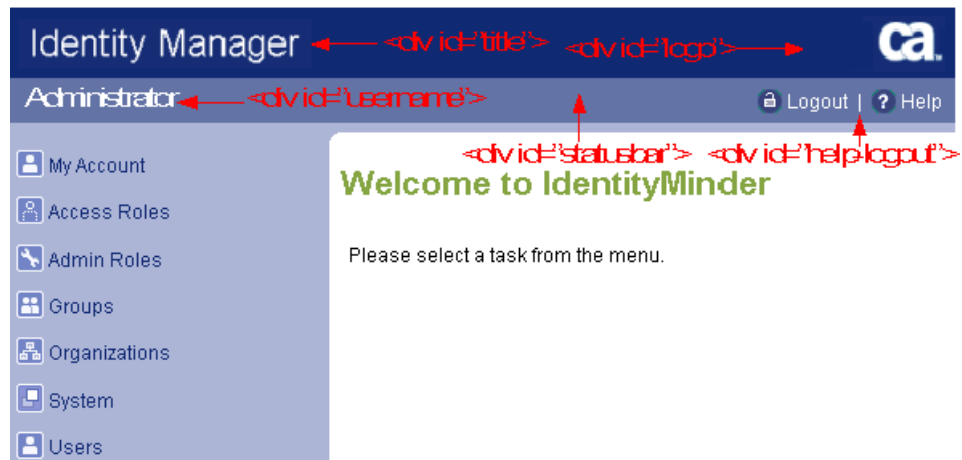 Identity Manager <div id="title"> <div id="logo"> ca.
Administrator <div id="username"> Logout | ? Help
<div id="statusbar"> <div id="help-logout">
My Account
Welcome to IdentityMinder
Access Roles
Admin Roles
Please select a task from the menu.
Groups
Organizations
System
Users